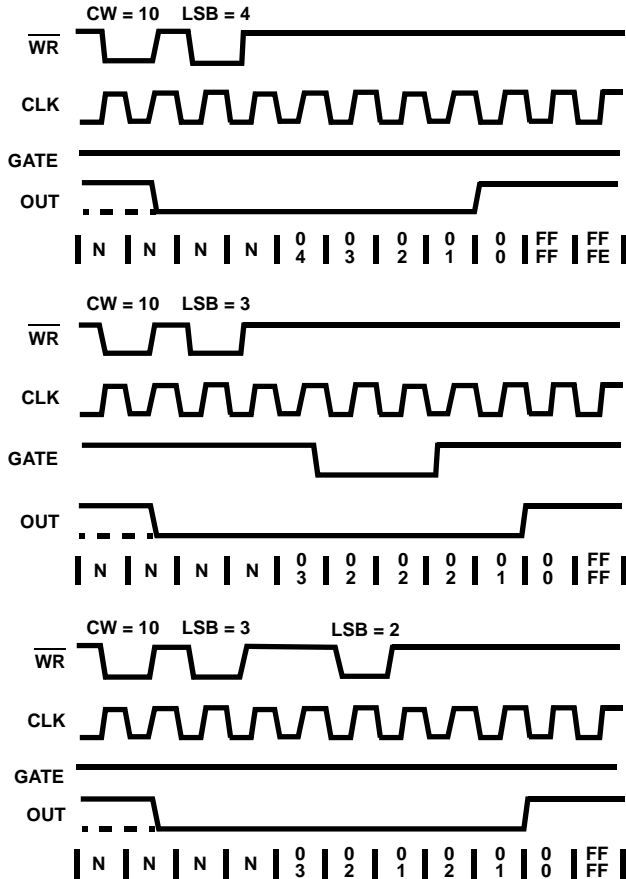 CW = 10 LSB = 4
WR
CLK
GATE
OUT
N N N N 0 0 0 0 0 FF FF
4 3 2 1 0 FF FE
CW = 10 LSB = 3
WR
CLK
GATE
OUT
N N N N 0 0 0 0 0 0 FF
3 2 2 2 1 0 FF
CW = 10 LSB = 3 LSB = 2
WR
CLK
GATE
OUT
N N N N 0 0 0 0 0 0 FF
3 2 1 2 1 0 FF